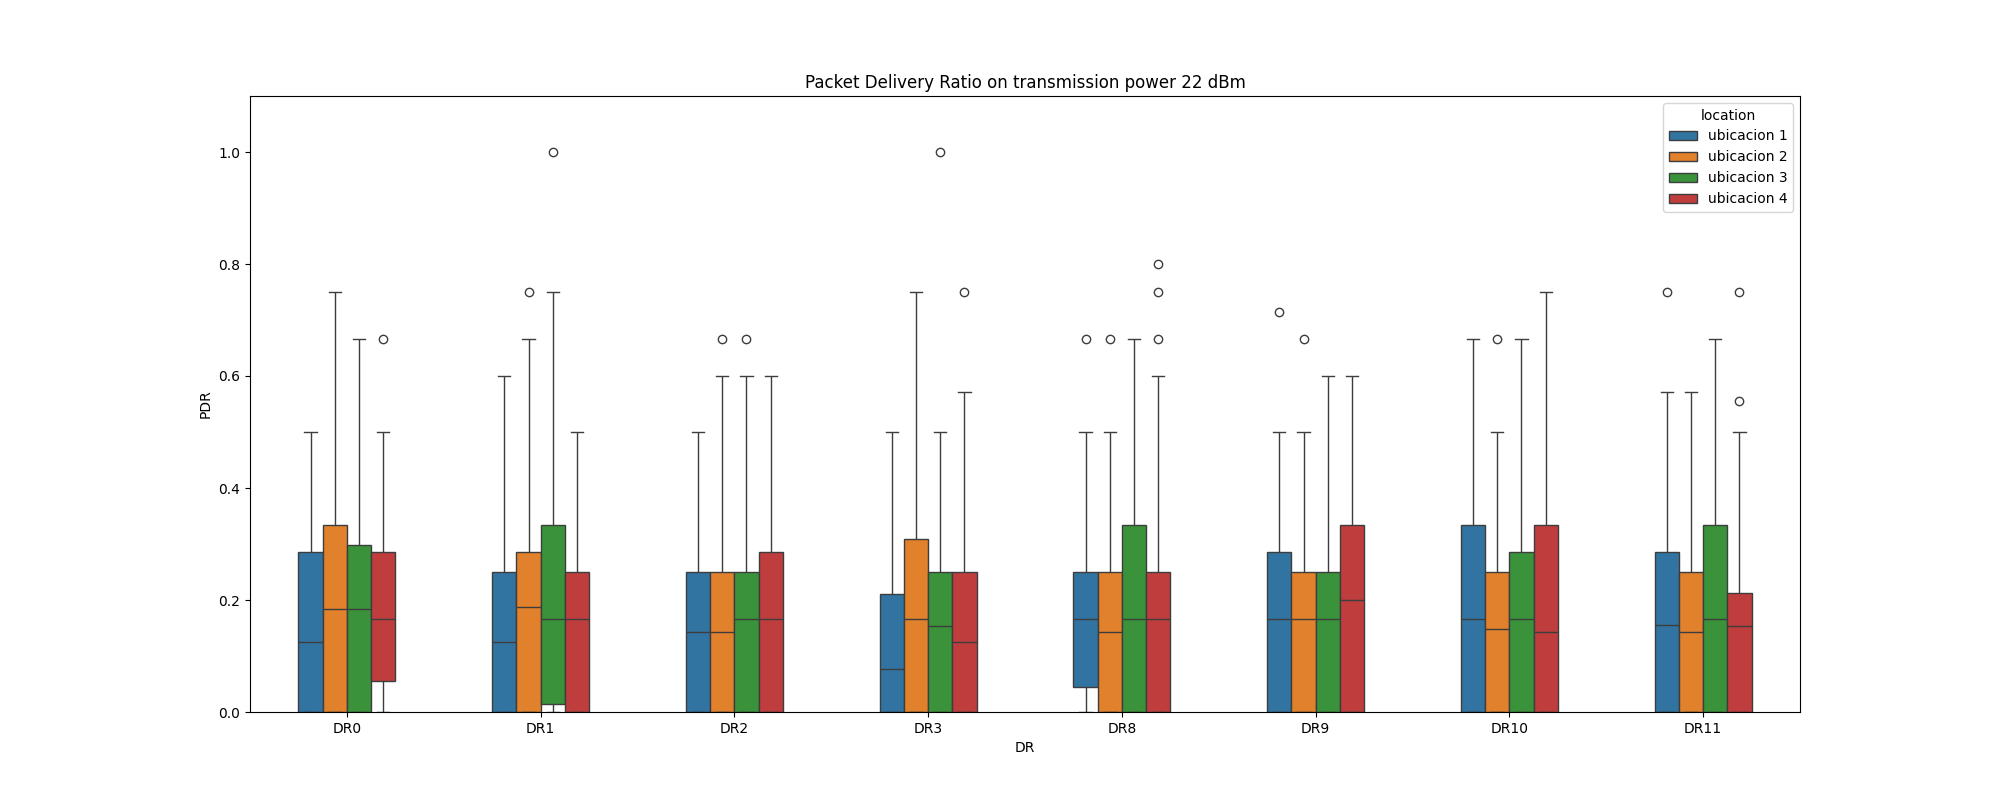 Packet Delivery Ratio on transmission power 22 dBm
location
ubicacion 1
ubicacion 2
ubicacion 3
ubicacion 4
1.0
0.8
0.6
0.4
0.2
0.0
PDR
DR0 DR1 DR2 DR3 DR8 DR9 DR10 DR11
DR